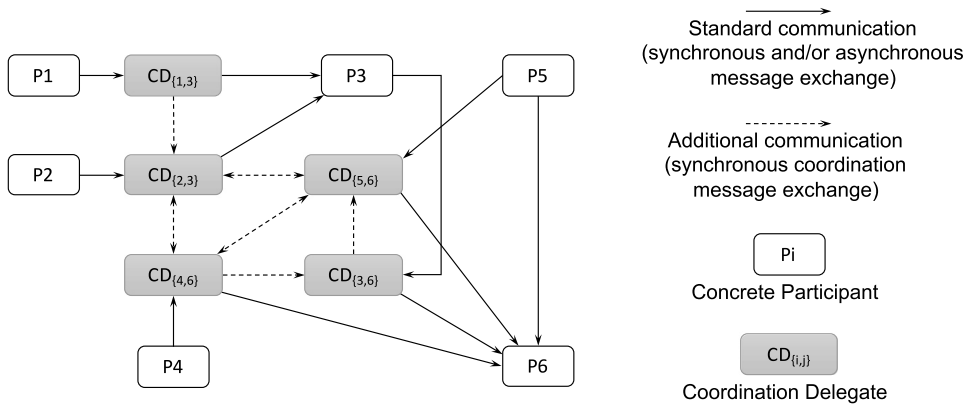 P1
CD{1,3}
P3
P5
P2
CD{2,3}
CD{5,6}
CD{4,6}
CD{3,6}
P4
P6
Standard communication
(synchronous and/or asynchronous
message exchange)
Additional communication
(synchronous coordination
message exchange)
Pi
Concrete Participant
CD{i,j}
Coordination Delegate